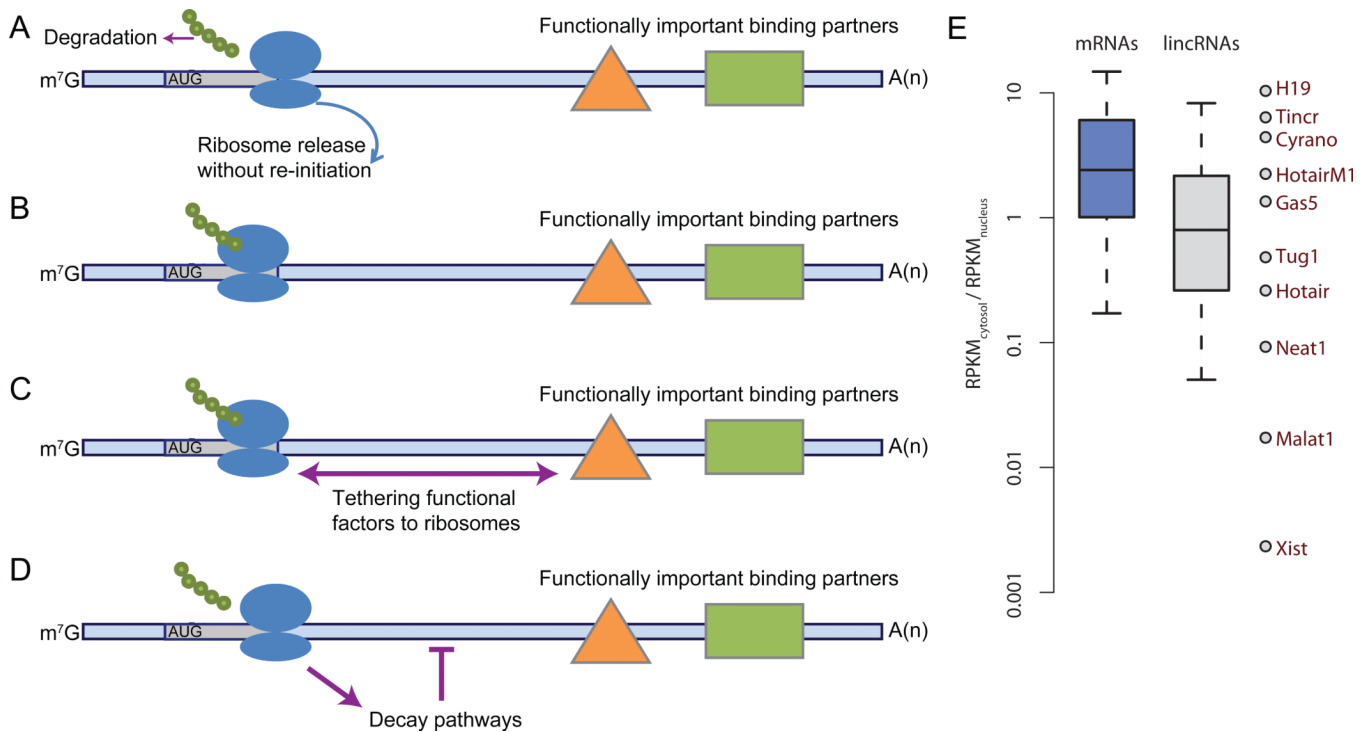 A
Degradation
Functionally important binding partners
m⁷G
AUG
A(n)
Ribosome release
without re-initiation
B
Functionally important binding partners
m⁷G
AUG
A(n)
C
Functionally important binding partners
m⁷G
AUG
A(n)
Tethering functional
factors to ribosomes
D
Functionally important binding partners
m⁷G
AUG
A(n)
Decay pathways
E
mRNAs
lincRNAs
RPKMcytosol / RPKMnucleus
10
1
0.1
0.01
0.001
H19
Tincr
Cyrano
HotairM1
Gas5
Tug1
Hotair
Neat1
Malat1
Xist